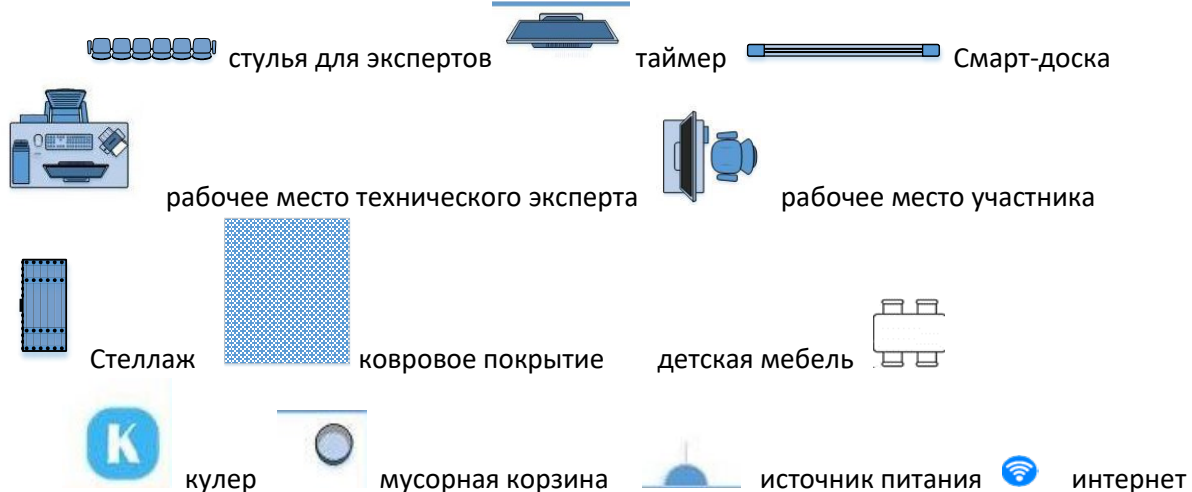 стулья для экспертов таймер Смарт-доска
рабочее место технического эксперта рабочее место участника
Стеллаж ковровое покрытие детская мебель
К кулер мусорная корзина источник питания интернет